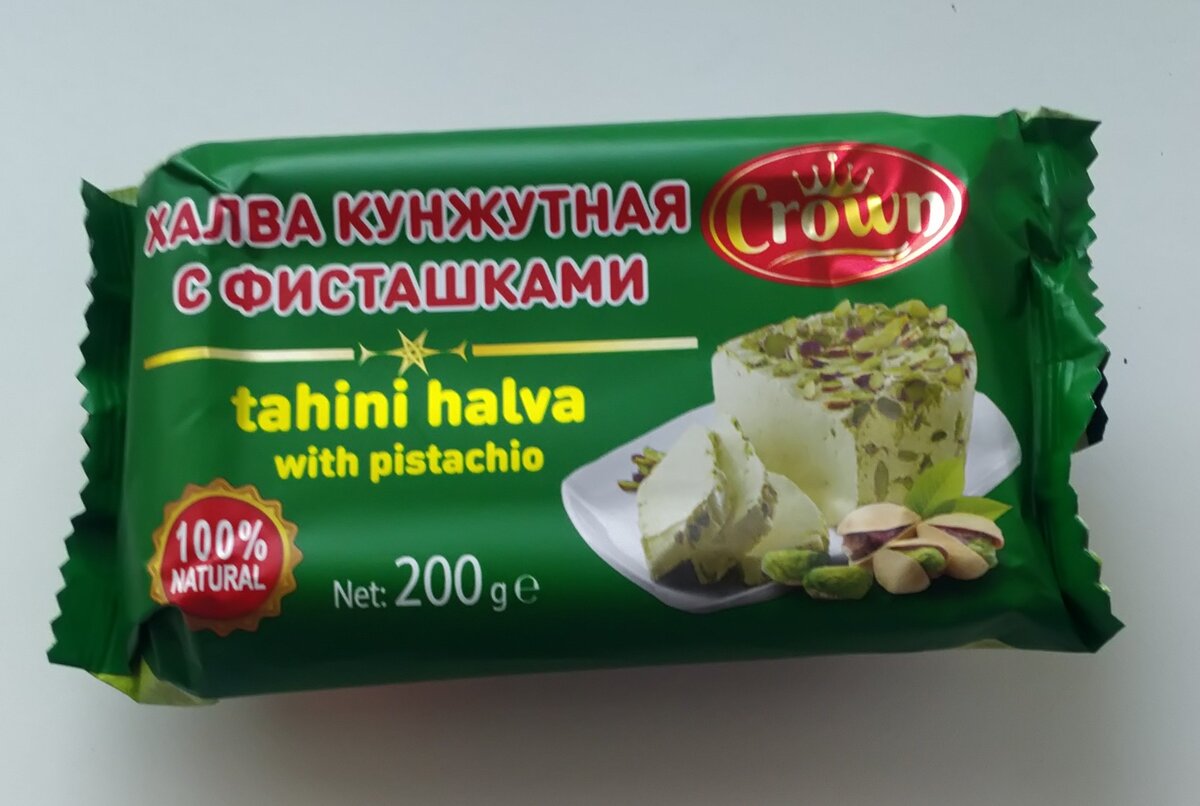 ХАЛВА КУНЖУТНАЯ
С ФИСТАШКАМИ
Crown
tahini halva
with pistachio
100%
NATURAL
Net: 200 g e